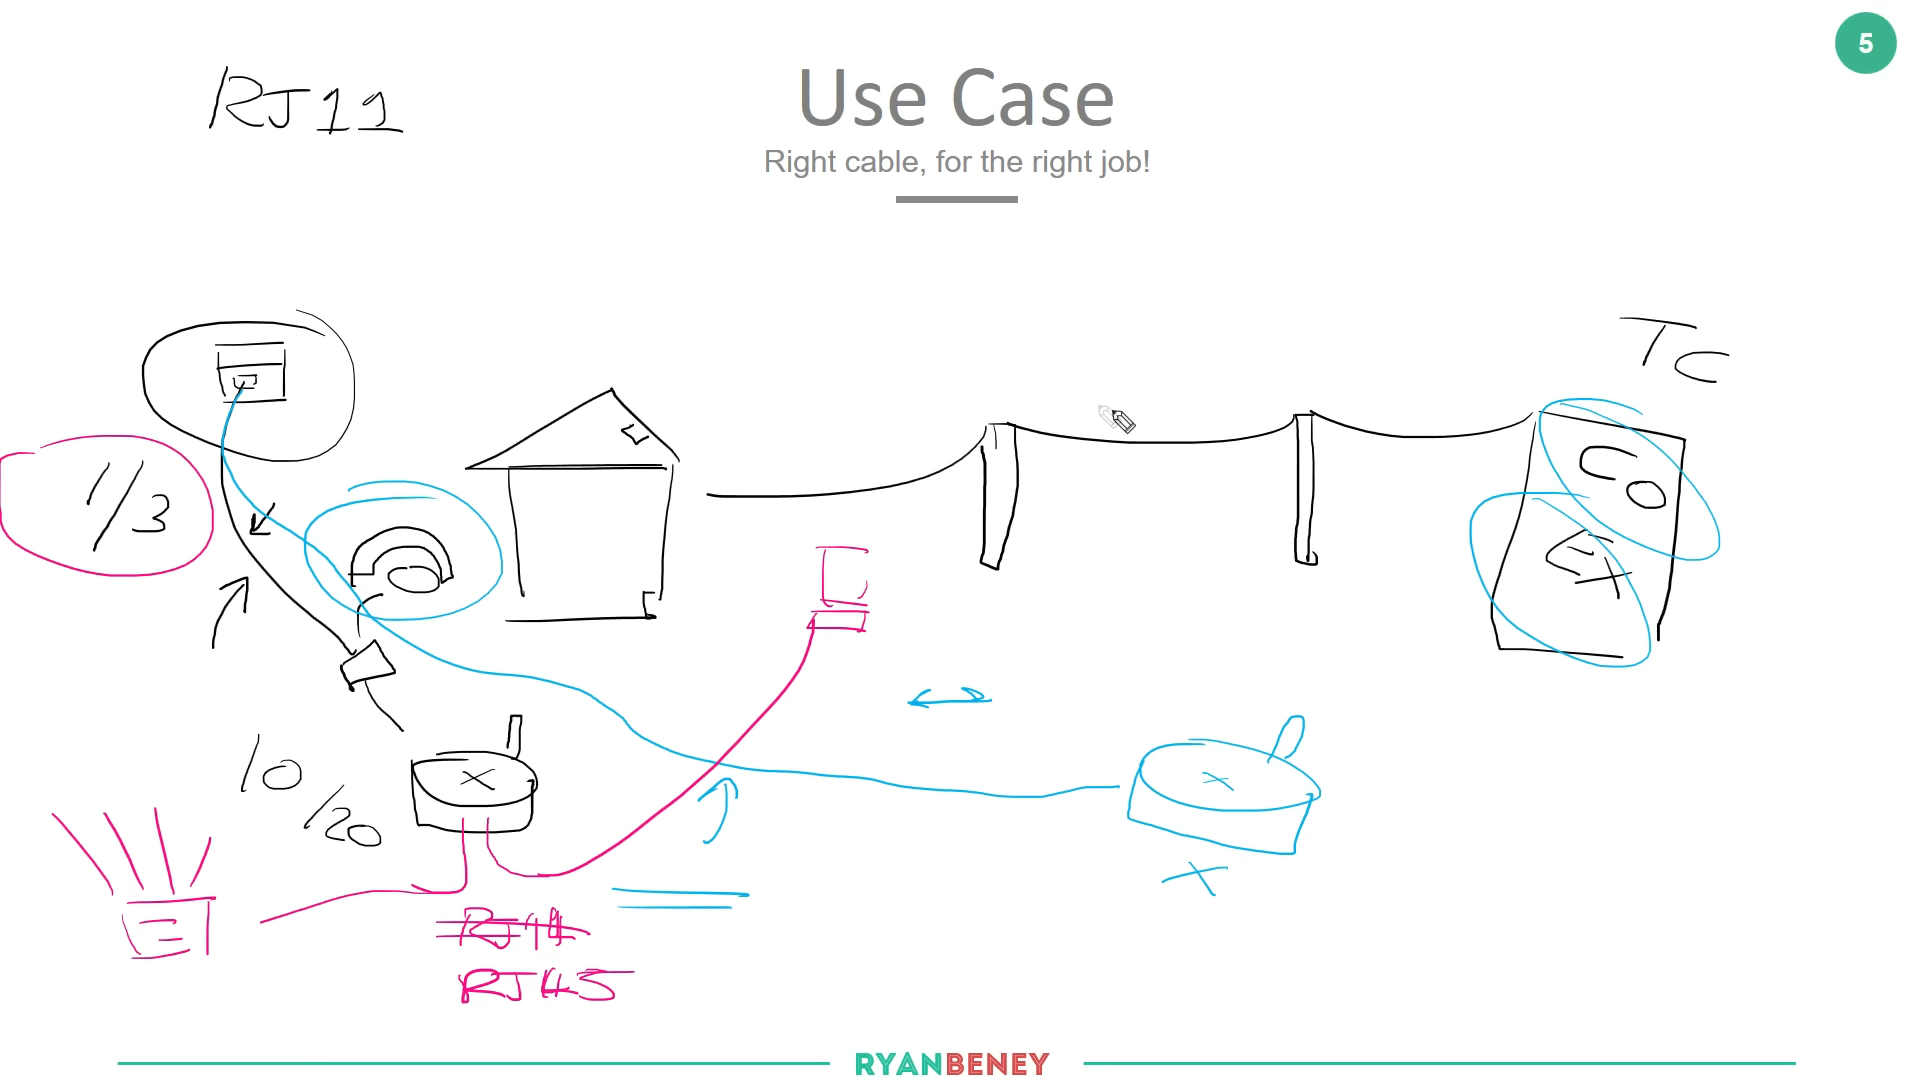 5
RJ11
Use Case
Right cable, for the right job!
TC
1/3
CO
10/20
X
X
X
RJ11
RJ45
RYANBENEY